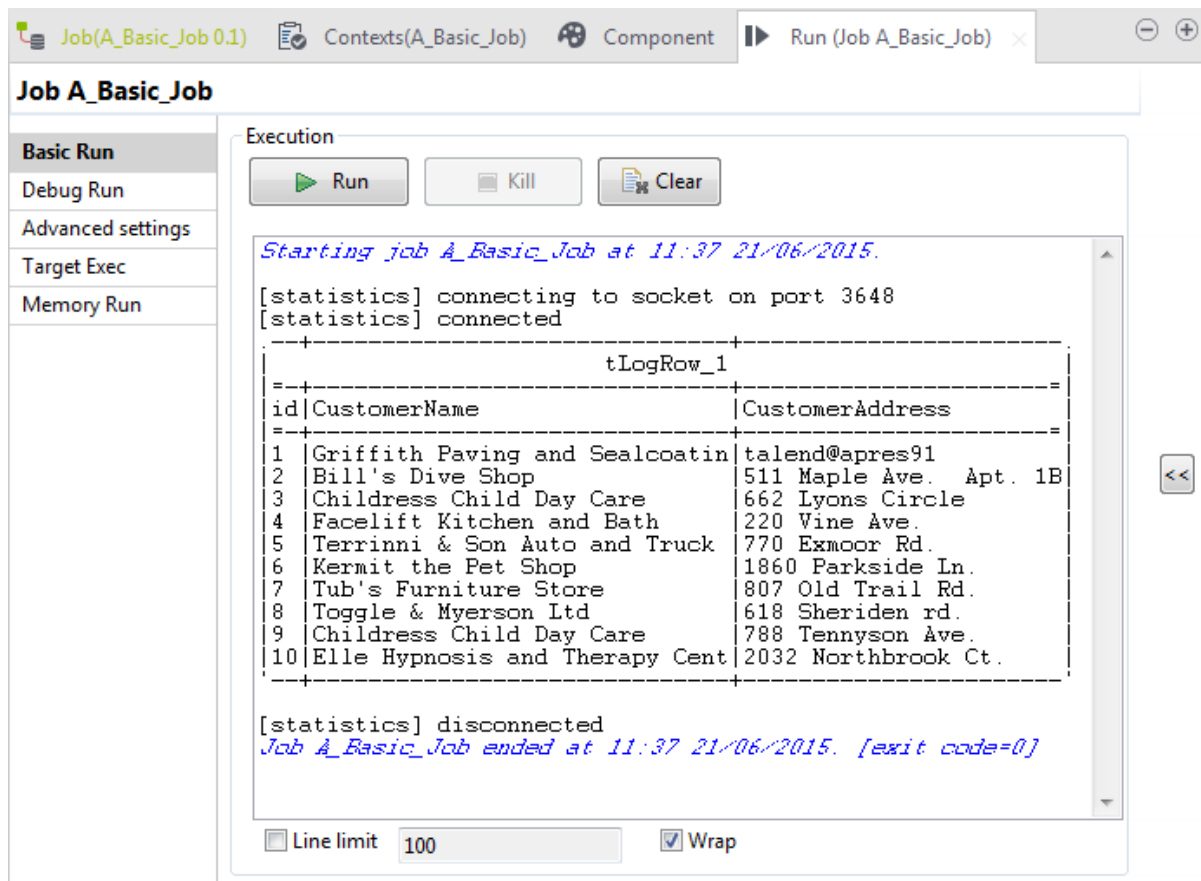 Job(A_Basic_Job 0.1) Contexts(A_Basic_Job) Component Run (Job A_Basic_Job)
Job A_Basic_Job
Basic Run
Debug Run
Advanced settings
Target Exec
Memory Run
Execution
Run Kill Clear
Starting job A_Basic_Job at 11:37 21/06/2015.
[statistics] connecting to socket on port 3648
[statistics] connected
.--+------------------------------+-----------------------.
| tLogRow_1 |
|=-+------------------------------+----------------------=|
|id|CustomerName |CustomerAddress |
|=-+------------------------------+----------------------=|
|1 |Griffith Paving and Sealcoatin|talend@apres91 |
|2 |Bill's Dive Shop |511 Maple Ave.  Apt. 1B|
|3 |Childress Child Day Care |662 Lyons Circle |
|4 |Facelift Kitchen and Bath |220 Vine Ave. |
|5 |Terrinni & Son Auto and Truck |770 Exmoor Rd. |
|6 |Kermit the Pet Shop |1860 Parkside Ln. |
|7 |Tub's Furniture Store |807 Old Trail Rd. |
|8 |Toggle & Myerson Ltd |618 Sheriden rd. |
|9 |Childress Child Day Care |788 Tennyson Ave. |
|10|Elle Hypnosis and Therapy Cent|2032 Northbrook Ct. |
'--+------------------------------+-----------------------'
[statistics] disconnected
Job A_Basic_Job ended at 11:37 21/06/2015. [exit code=0]
<<
Line limit 100 Wrap